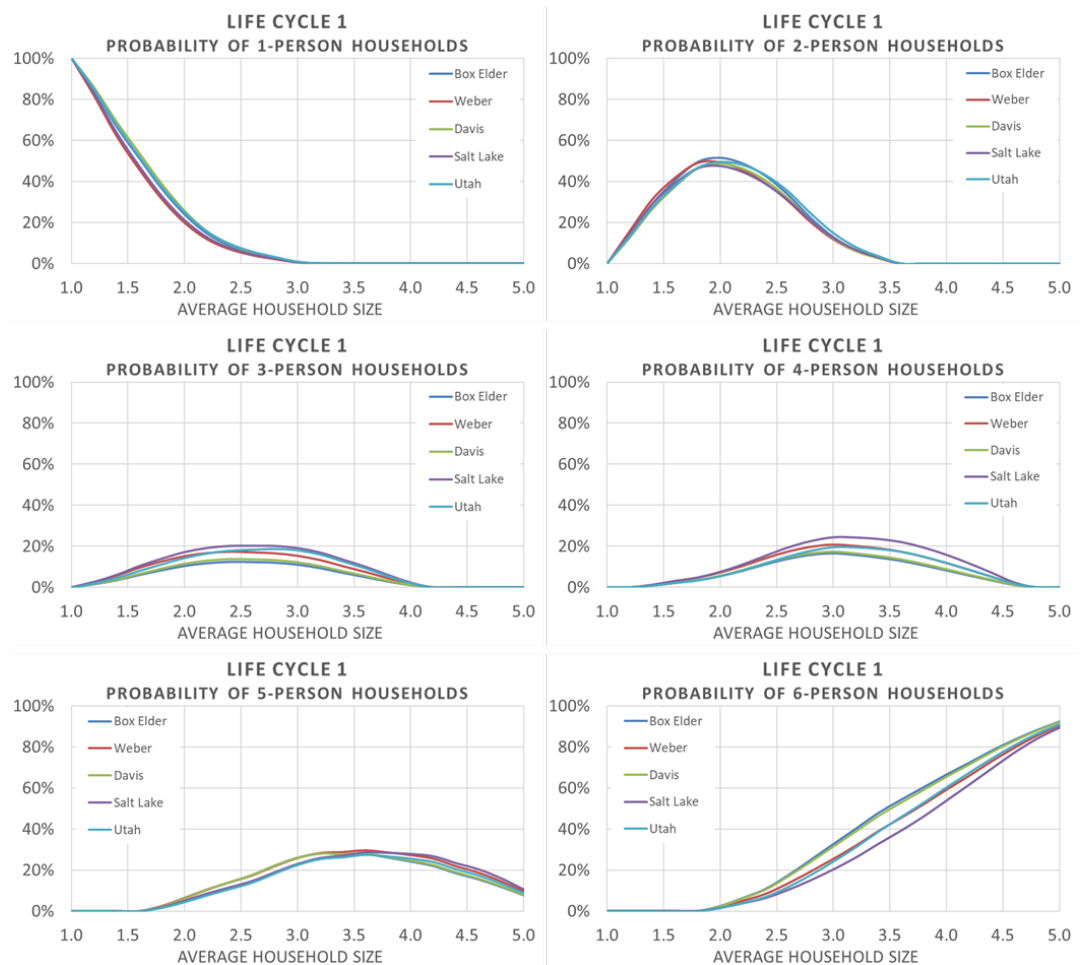 LIFE CYCLE 1
PROBABILITY OF 1-PERSON HOUSEHOLDS
100%
80%
60%
40%
20%
0%
Box Elder
Weber
Davis
Salt Lake
Utah
1.0 1.5 2.0 2.5 3.0 3.5 4.0 4.5 5.0
AVERAGE HOUSEHOLD SIZE
LIFE CYCLE 1
PROBABILITY OF 2-PERSON HOUSEHOLDS
100%
80%
60%
40%
20%
0%
Box Elder
Weber
Davis
Salt Lake
Utah
1.0 1.5 2.0 2.5 3.0 3.5 4.0 4.5 5.0
AVERAGE HOUSEHOLD SIZE
LIFE CYCLE 1
PROBABILITY OF 3-PERSON HOUSEHOLDS
100%
80%
60%
40%
20%
0%
Box Elder
Weber
Davis
Salt Lake
Utah
1.0 1.5 2.0 2.5 3.0 3.5 4.0 4.5 5.0
AVERAGE HOUSEHOLD SIZE
LIFE CYCLE 1
PROBABILITY OF 4-PERSON HOUSEHOLDS
100%
80%
60%
40%
20%
0%
Box Elder
Weber
Davis
Salt Lake
Utah
1.0 1.5 2.0 2.5 3.0 3.5 4.0 4.5 5.0
AVERAGE HOUSEHOLD SIZE
LIFE CYCLE 1
PROBABILITY OF 5-PERSON HOUSEHOLDS
100%
80%
60%
40%
20%
0%
Box Elder
Weber
Davis
Salt Lake
Utah
1.0 1.5 2.0 2.5 3.0 3.5 4.0 4.5 5.0
AVERAGE HOUSEHOLD SIZE
LIFE CYCLE 1
PROBABILITY OF 6-PERSON HOUSEHOLDS
100%
80%
60%
40%
20%
0%
Box Elder
Weber
Davis
Salt Lake
Utah
1.0 1.5 2.0 2.5 3.0 3.5 4.0 4.5 5.0
AVERAGE HOUSEHOLD SIZE